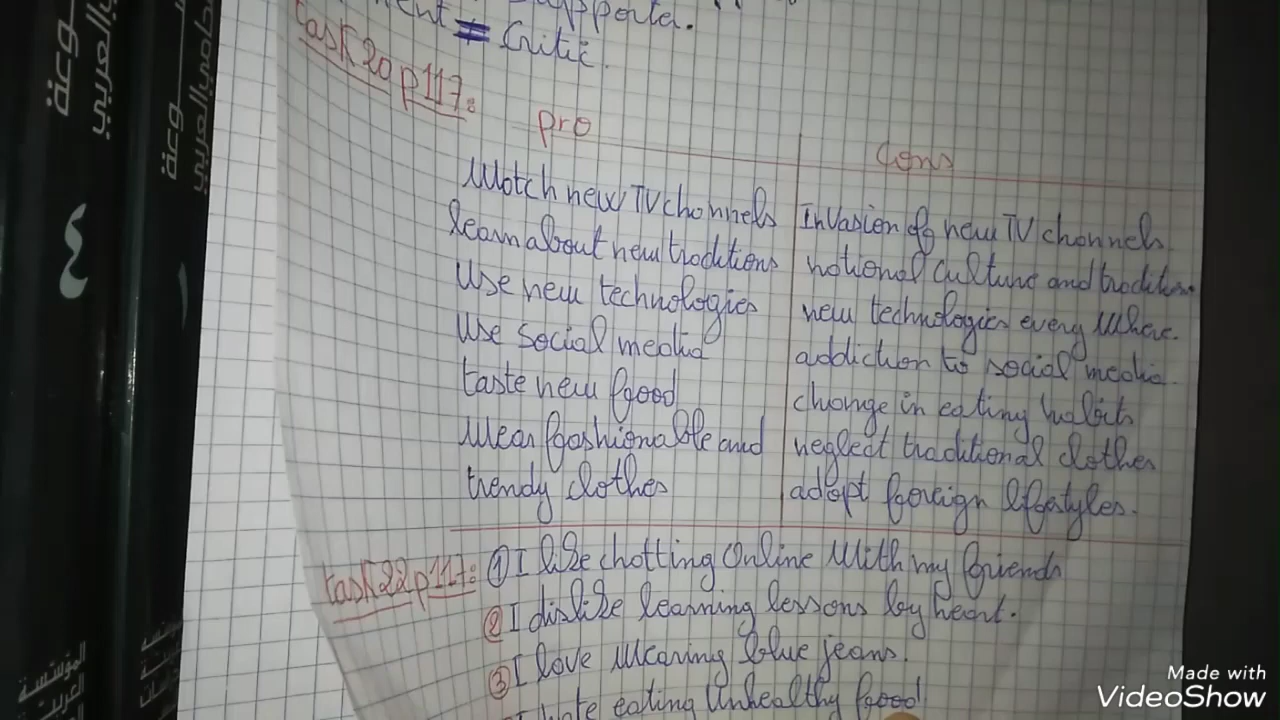 = Critic.
task 20 p 117:
pro
Cons
Watch new TV channels
Invasion of new TV channels
learn about new traditions
national culture and traditions
Use new technologies
new technologies every where.
Use social media
addiction to social media.
taste new food
change in eating habits
Wear fashionable and
neglect traditional clothes
trendy clothes
adopt foreign lifestyles.
task 22 p 117: ① I like chatting Online With my friends
② I dislike learning lessons by heart.
③ I love wearing blue jeans.
I hate eating Unhealthy food
المؤسسة
Made with
VideoShow